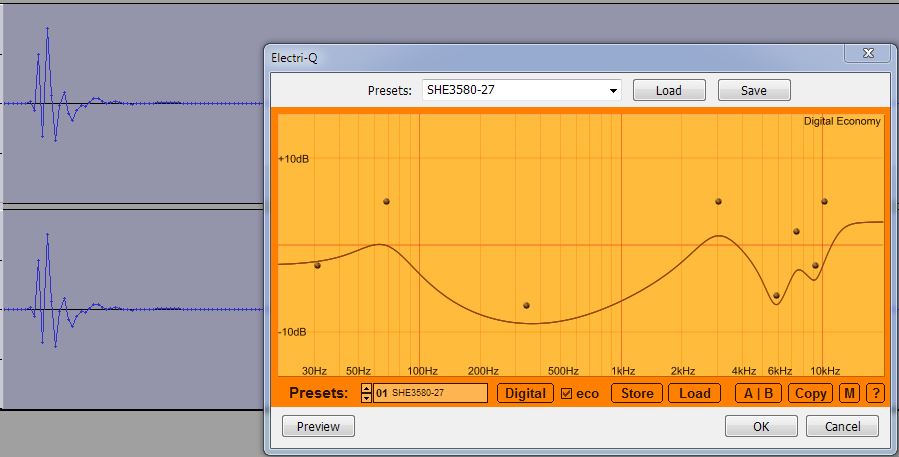 Electri-Q
Presets: SHE3580-27 Load Save
Digital Economy
+10dB
-10dB
30Hz 50Hz 100Hz 200Hz 500Hz 1kHz 2kHz 4kHz 6kHz 10kHz
Presets: 01 SHE3580-27 Digital eco Store Load A | B Copy M ?
Preview OK Cancel